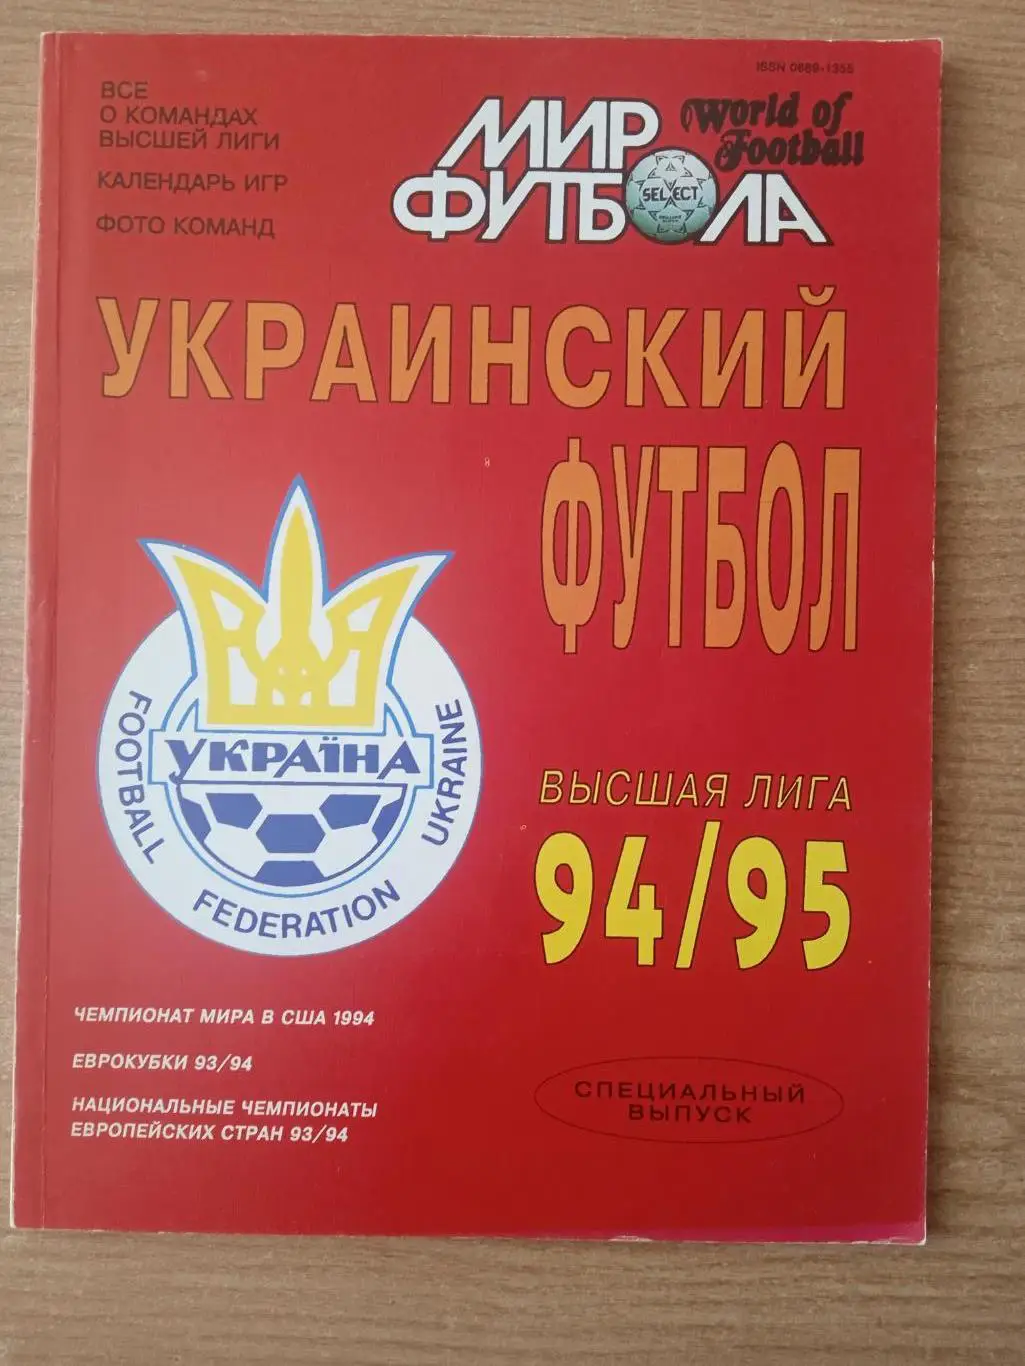 ISSN 0869-1355
ВСЕ
О КОМАНДАХ
ВЫСШЕЙ ЛИГИ
КАЛЕНДАРЬ ИГР
ФОТО КОМАНД
МИР
ФУТБОЛА
World of
Football
SELECT
УКРАИНСКИЙ
ФУТБОЛ
УКРАЇНА
FOOTBALL
FEDERATION
UKRAINE
ВЫСШАЯ ЛИГА
94/95
ЧЕМПИОНАТ МИРА В США 1994
ЕВРОКУБКИ 93/94
НАЦИОНАЛЬНЫЕ ЧЕМПИОНАТЫ
ЕВРОПЕЙСКИХ СТРАН 93/94
СПЕЦИАЛЬНЫЙ
ВЫПУСК